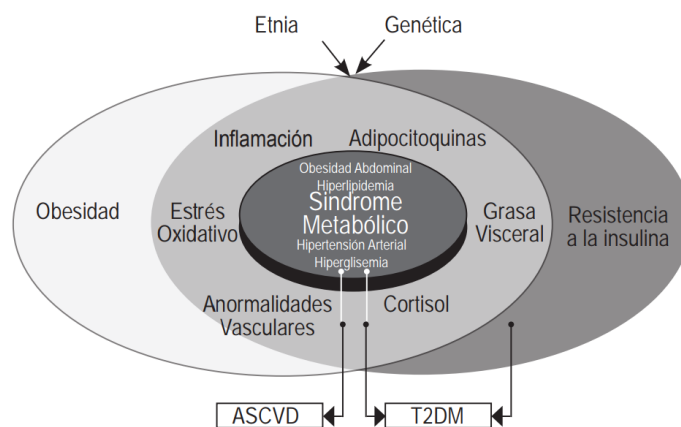 Etnia
Genética
Inflamación
Adipocitoquinas
Obesidad Abdominal
Hiperlipidemia
Sindrome
Metabólico
Hipertensión Arterial
Hiperglisemia
Obesidad
Estrés
Oxidativo
Grasa
Visceral
Resistencia
a la insulina
Anormalidades
Vasculares
Cortisol
ASCVD
T2DM